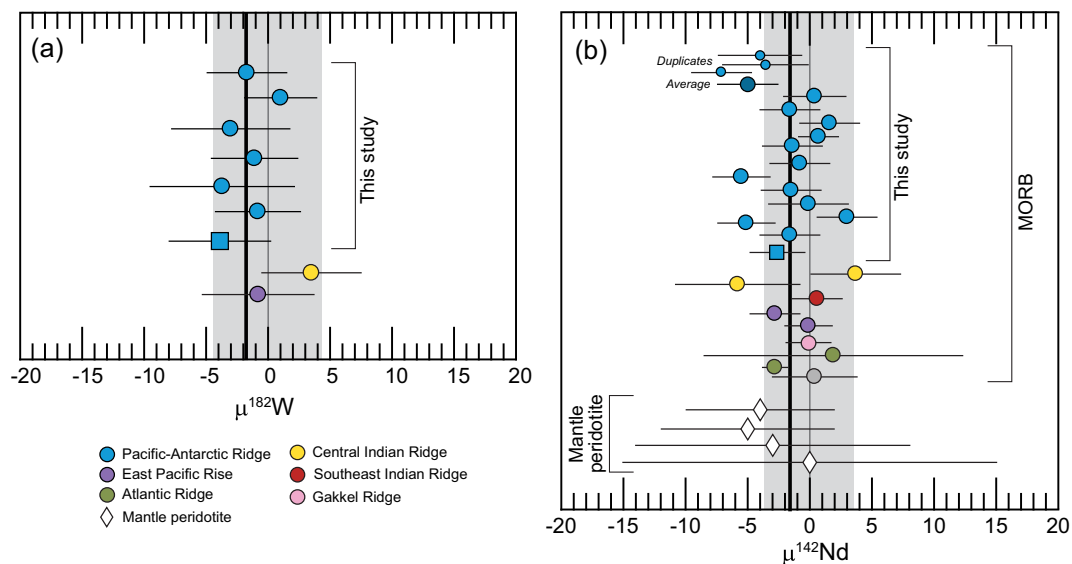 (a)
This study
-20 -15 -10 -5 0 5 10 15 20
μ¹⁸²W
Pacific-Antarctic Ridge
East Pacific Rise
Atlantic Ridge
Mantle peridotite
Central Indian Ridge
Southeast Indian Ridge
Gakkel Ridge
(b)
Duplicates
Average
This study
MORB
Mantle
peridotite
-20 -15 -10 -5 0 5 10 15 20
μ¹⁴²Nd